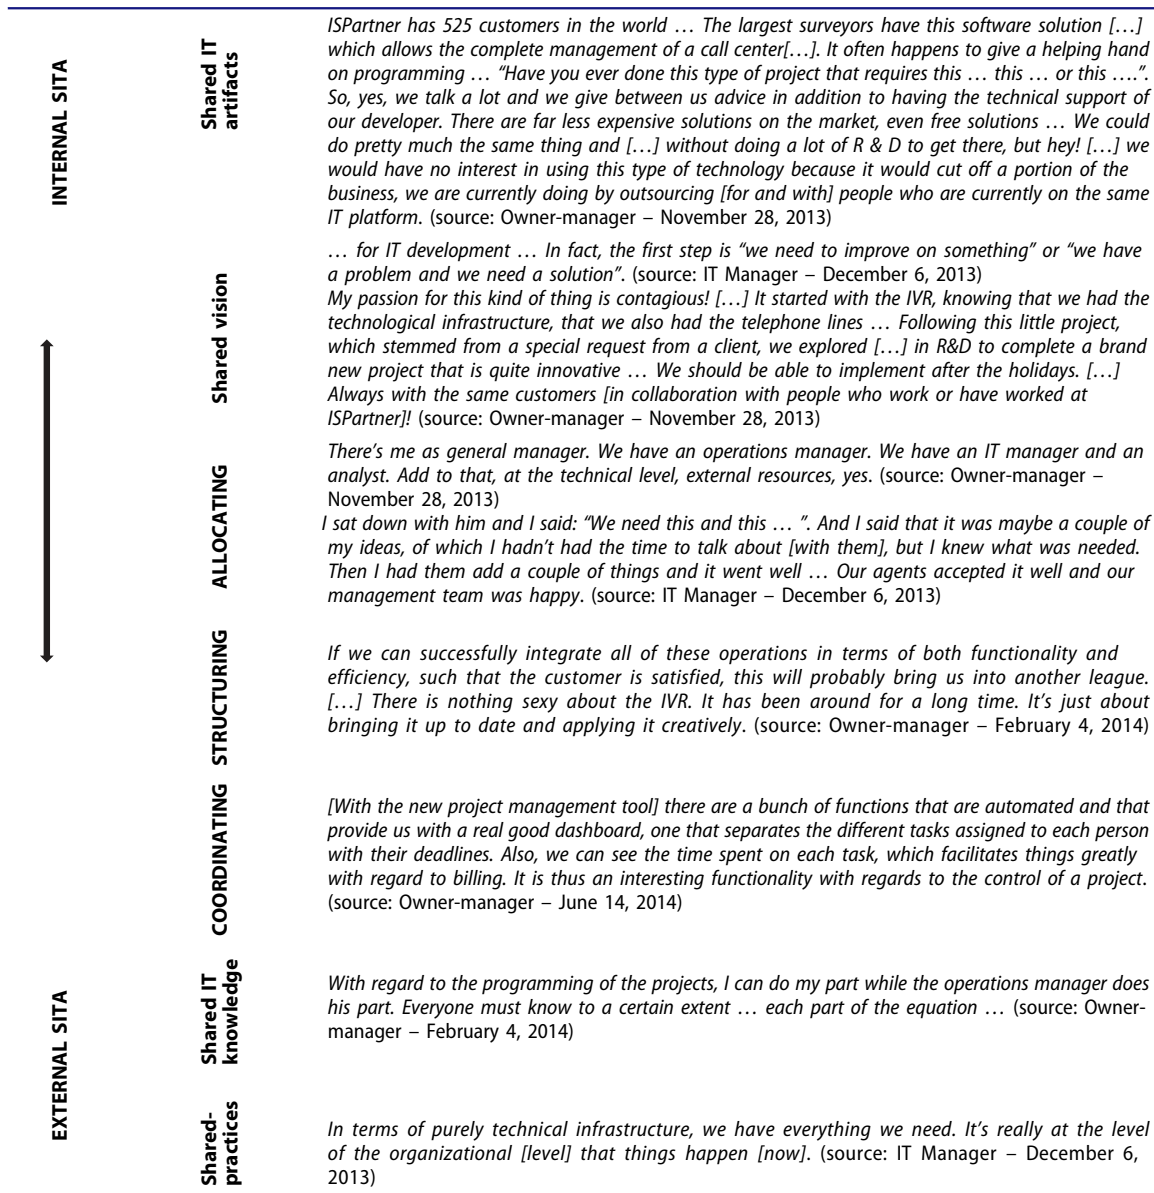 INTERNAL SITA
Shared IT
artifacts
ISPartner has 525 customers in the world … The largest surveyors have this software solution […]
which allows the complete management of a call center[…]. It often happens to give a helping hand
on programming … “Have you ever done this type of project that requires this … this … or this ….”.
So, yes, we talk a lot and we give between us advice in addition to having the technical support of
our developer. There are far less expensive solutions on the market, even free solutions … We could
do pretty much the same thing and […] without doing a lot of R & D to get there, but hey! […] we
would have no interest in using this type of technology because it would cut off a portion of the
business, we are currently doing by outsourcing [for and with] people who are currently on the same
IT platform. (source: Owner-manager – November 28, 2013)
Shared vision
… for IT development … In fact, the first step is “we need to improve on something” or “we have
a problem and we need a solution”. (source: IT Manager – December 6, 2013)
My passion for this kind of thing is contagious! […] It started with the IVR, knowing that we had the
technological infrastructure, that we also had the telephone lines … Following this little project,
which stemmed from a special request from a client, we explored […] in R&D to complete a brand
new project that is quite innovative … We should be able to implement after the holidays. […]
Always with the same customers [in collaboration with people who work or have worked at
ISPartner]! (source: Owner-manager – November 28, 2013)
ALLOCATING
There’s me as general manager. We have an operations manager. We have an IT manager and an
analyst. Add to that, at the technical level, external resources, yes. (source: Owner-manager –
November 28, 2013)
I sat down with him and I said: “We need this and this … ”. And I said that it was maybe a couple of
my ideas, of which I hadn’t had the time to talk about [with them], but I knew what was needed.
Then I had them add a couple of things and it went well … Our agents accepted it well and our
management team was happy. (source: IT Manager – December 6, 2013)
STRUCTURING
If we can successfully integrate all of these operations in terms of both functionality and
efficiency, such that the customer is satisfied, this will probably bring us into another league.
[…] There is nothing sexy about the IVR. It has been around for a long time. It’s just about
bringing it up to date and applying it creatively. (source: Owner-manager – February 4, 2014)
COORDINATING
[With the new project management tool] there are a bunch of functions that are automated and that
provide us with a real good dashboard, one that separates the different tasks assigned to each person
with their deadlines. Also, we can see the time spent on each task, which facilitates things greatly
with regard to billing. It is thus an interesting functionality with regards to the control of a project.
(source: Owner-manager – June 14, 2014)
EXTERNAL SITA
Shared IT
knowledge
With regard to the programming of the projects, I can do my part while the operations manager does
his part. Everyone must know to a certain extent … each part of the equation … (source: Owner-
manager – February 4, 2014)
Shared-
practices
In terms of purely technical infrastructure, we have everything we need. It’s really at the level
of the organizational [level] that things happen [now]. (source: IT Manager – December 6,
2013)